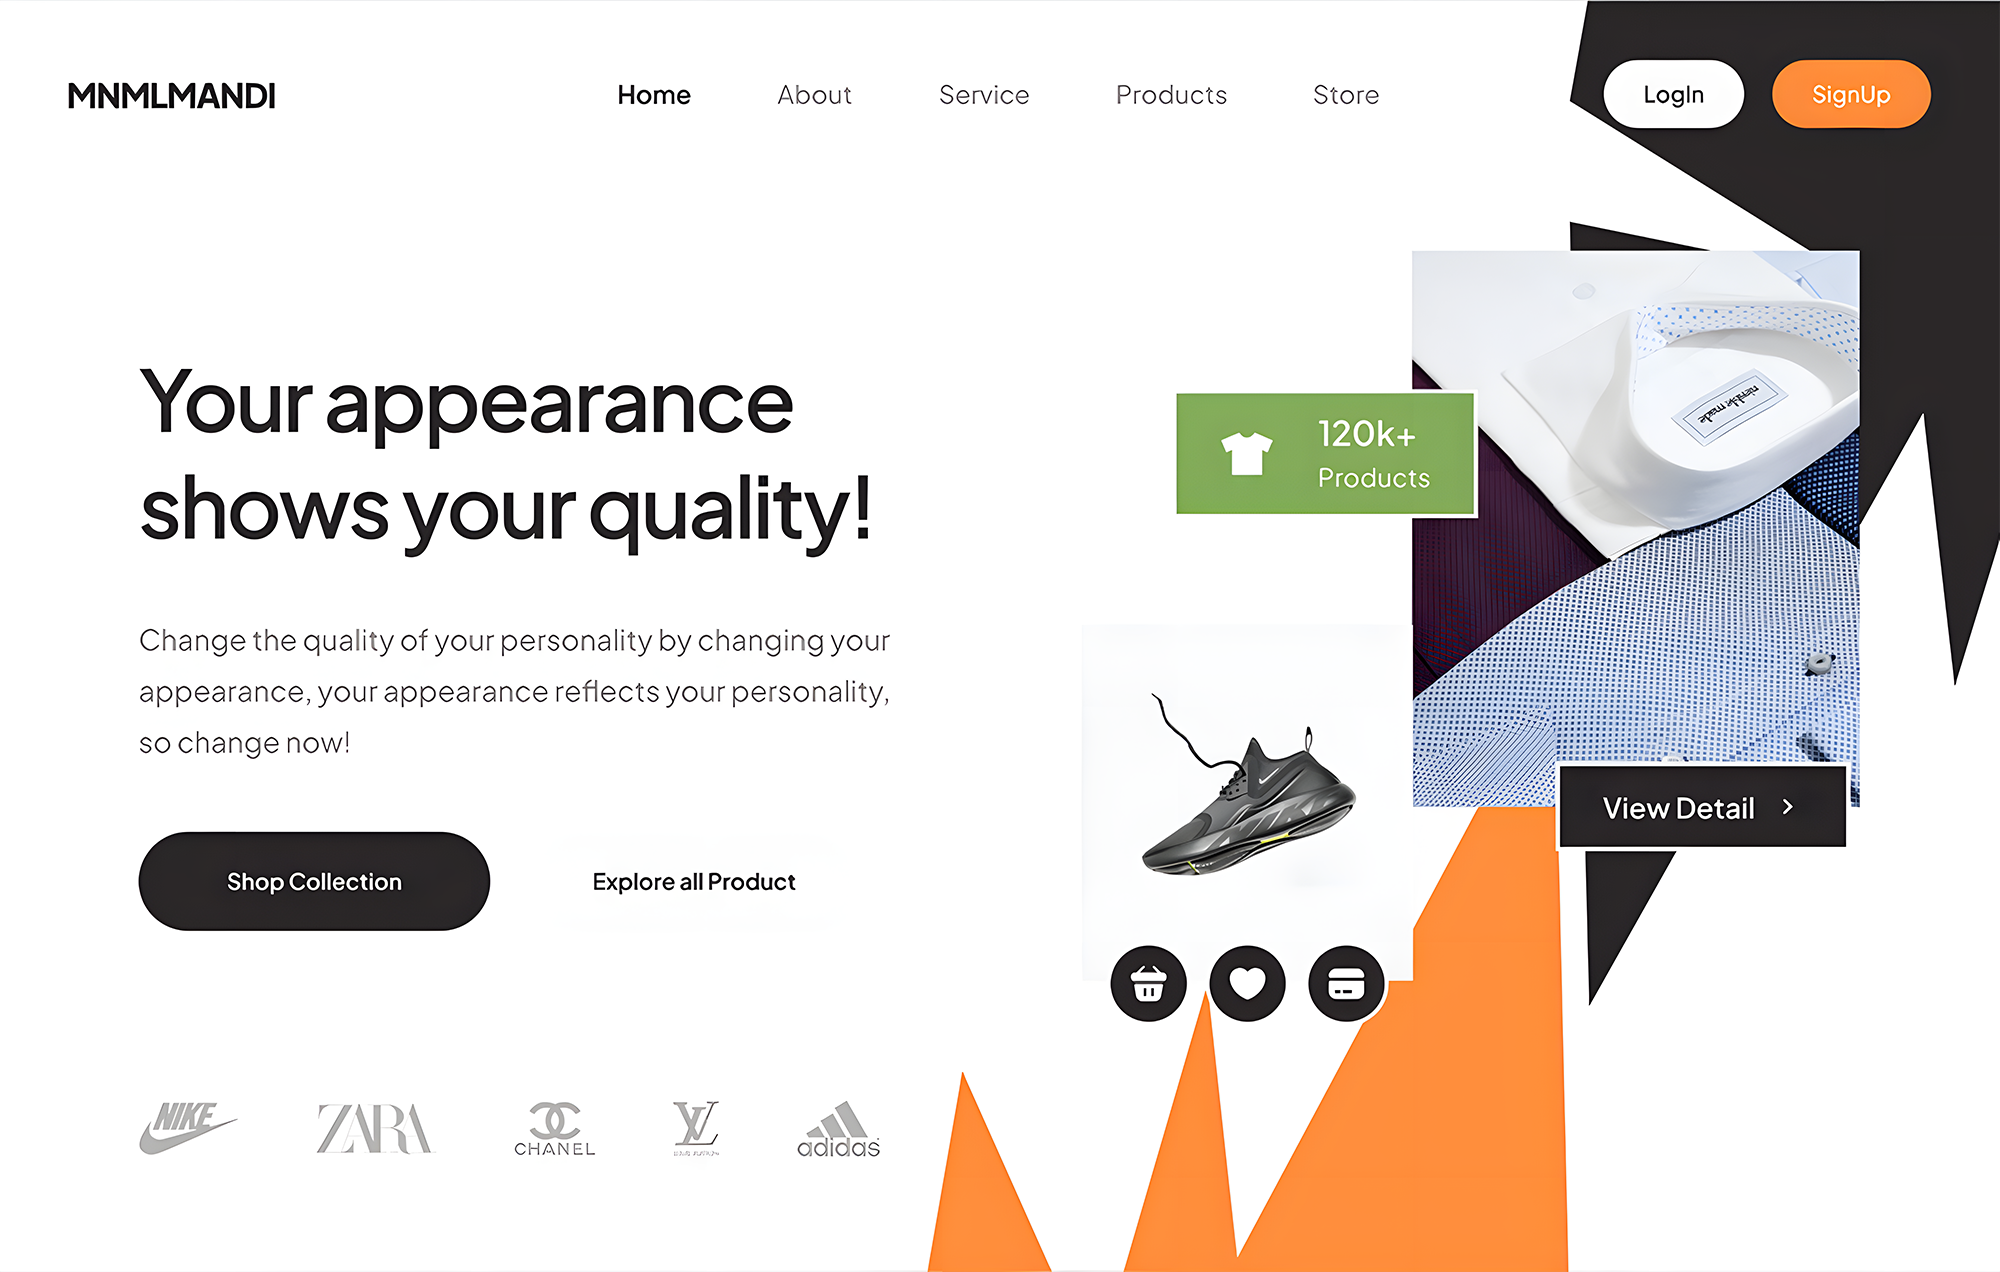 MNMLMANDI
Home
About
Service
Products
Store
LogIn
SignUp
Your appearance
shows your quality!
Change the quality of your personality by changing your
appearance, your appearance reflects your personality,
so change now!
Shop Collection
Explore all Product
120k+
Products
View Detail
NIKE
ZARA
CHANEL
LV
adidas